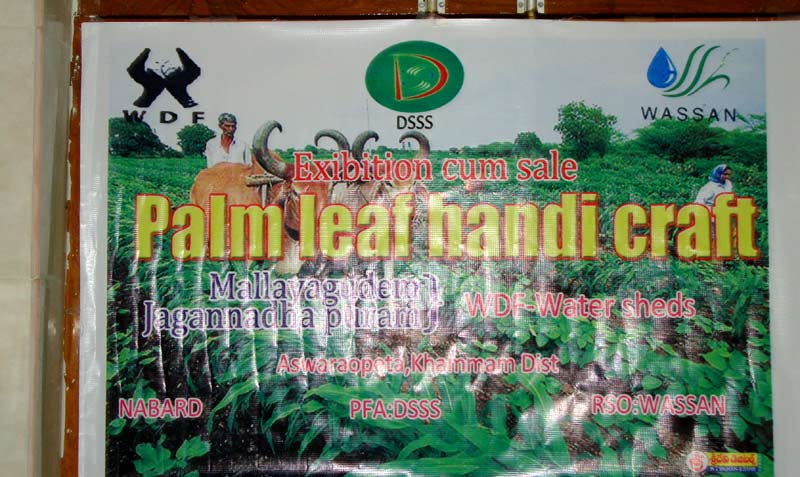 WDF
DSSS
WASSAN
Exibition cum sale
Palm leaf handi craft
Mallayagudem }
Jagannadha puram }
WDF-Water sheds
Aswaraopeta,Khammam Dist
NABARD
PFA:DSSS
RSO:WASSAN